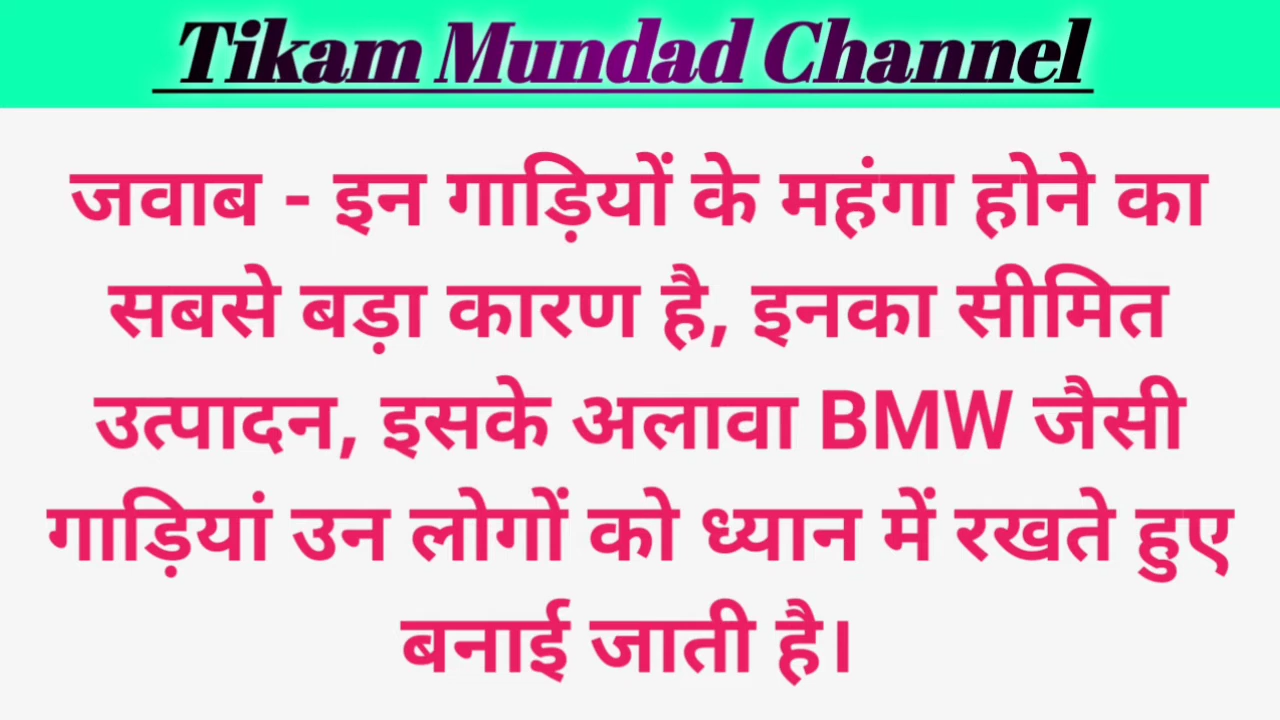 Tikam Mundad Channel
जवाब - इन गाड़ियों के महंगा होने का
सबसे बड़ा कारण है, इनका सीमित
उत्पादन, इसके अलावा BMW जैसी
गाड़ियां उन लोगों को ध्यान में रखते हुए
बनाई जाती है।